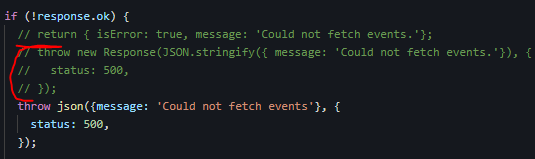 if (!response.ok) {
// return { isError: true, message: 'Could not fetch events.'};
// throw new Response(JSON.stringify({ message: 'Could not fetch events.'}), {
//   status: 500,
// });
throw json({message: 'Could not fetch events'}, {
status: 500,
});